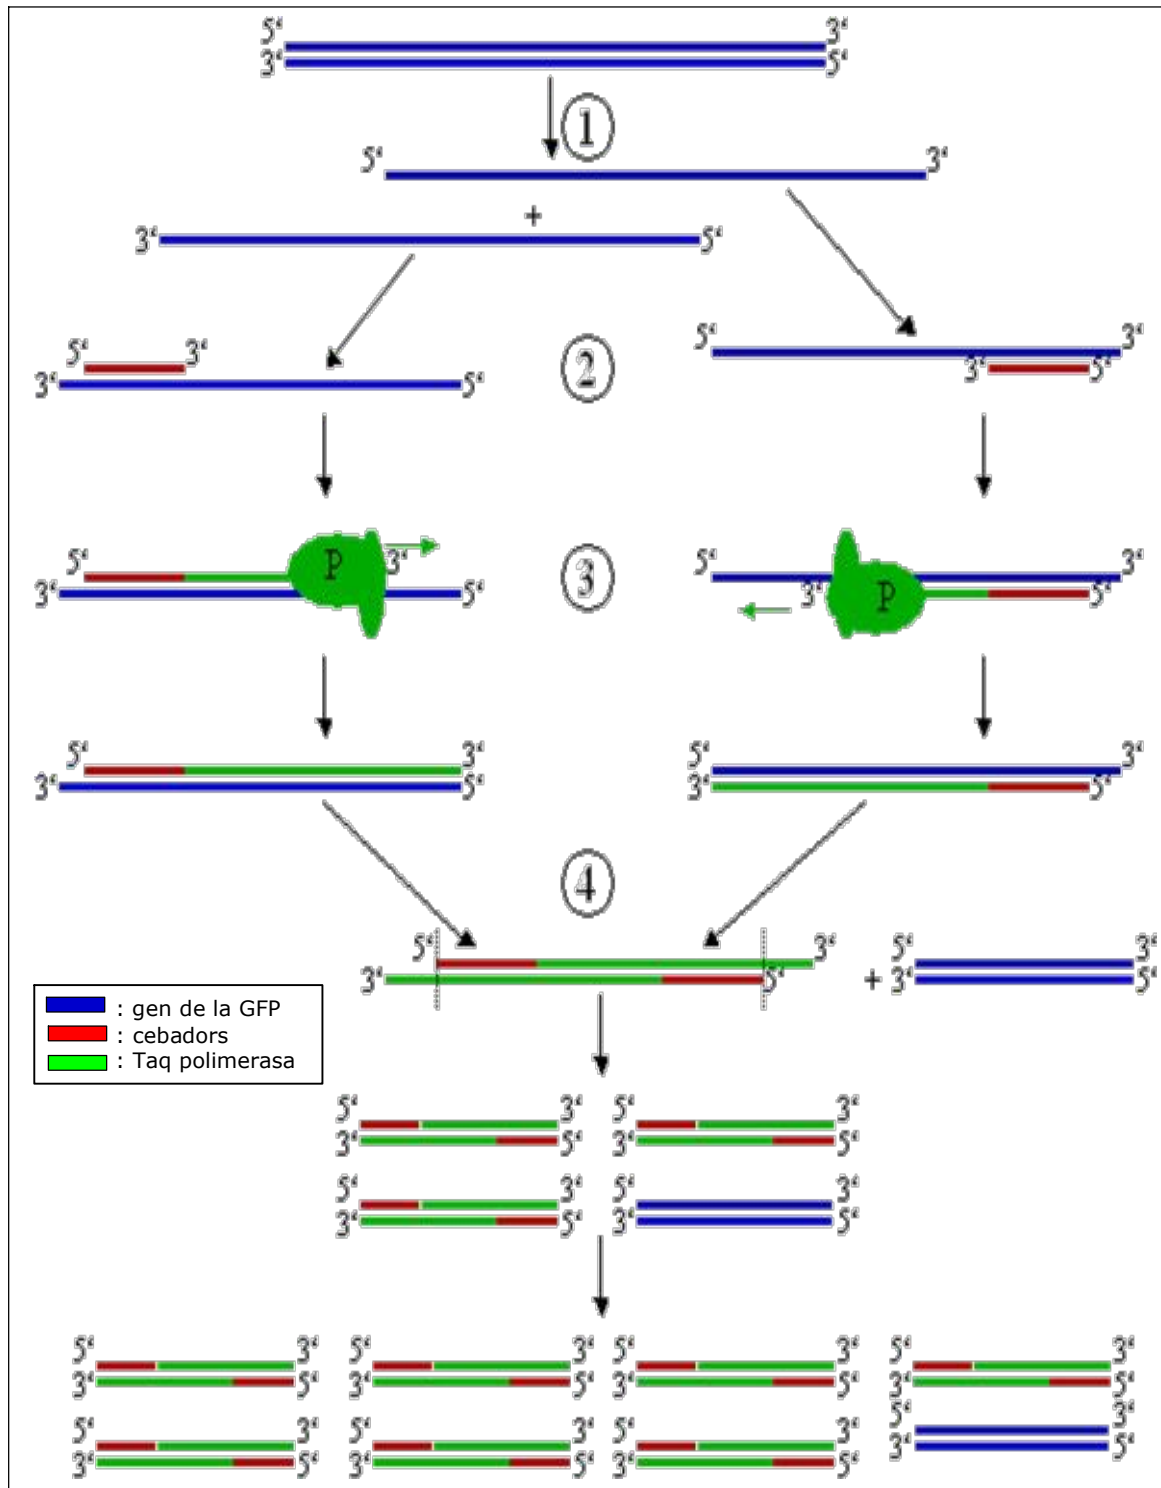 5' 3'
3' 5'
1
5' 3'
+
3' 5'
5' 3'
5' 3'
2
3' 5'
3' 5'
P
5' 3'
3' 5'
3
5' 3'
3' P 5'
5' 3'
3' 5'
5' 3'
3' 5'
4
5' 3'
3' 5'
+
5' 3'
3' 5'
: gen de la GFP
: cebadors
: Taq polimerasa
5' 3' 5' 3'
3' 5' 3' 5'
5' 3' 5' 3'
3' 5' 3' 5'
5' 3' 5' 3' 5' 3' 5' 3'
3' 5' 3' 5' 3' 5' 3' 5'
5' 3' 5' 3' 5' 3' 5' 3'
3' 5' 3' 5' 3' 5' 3' 5'